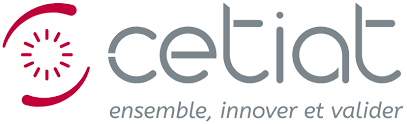 cetiat
ensemble, innover et valider